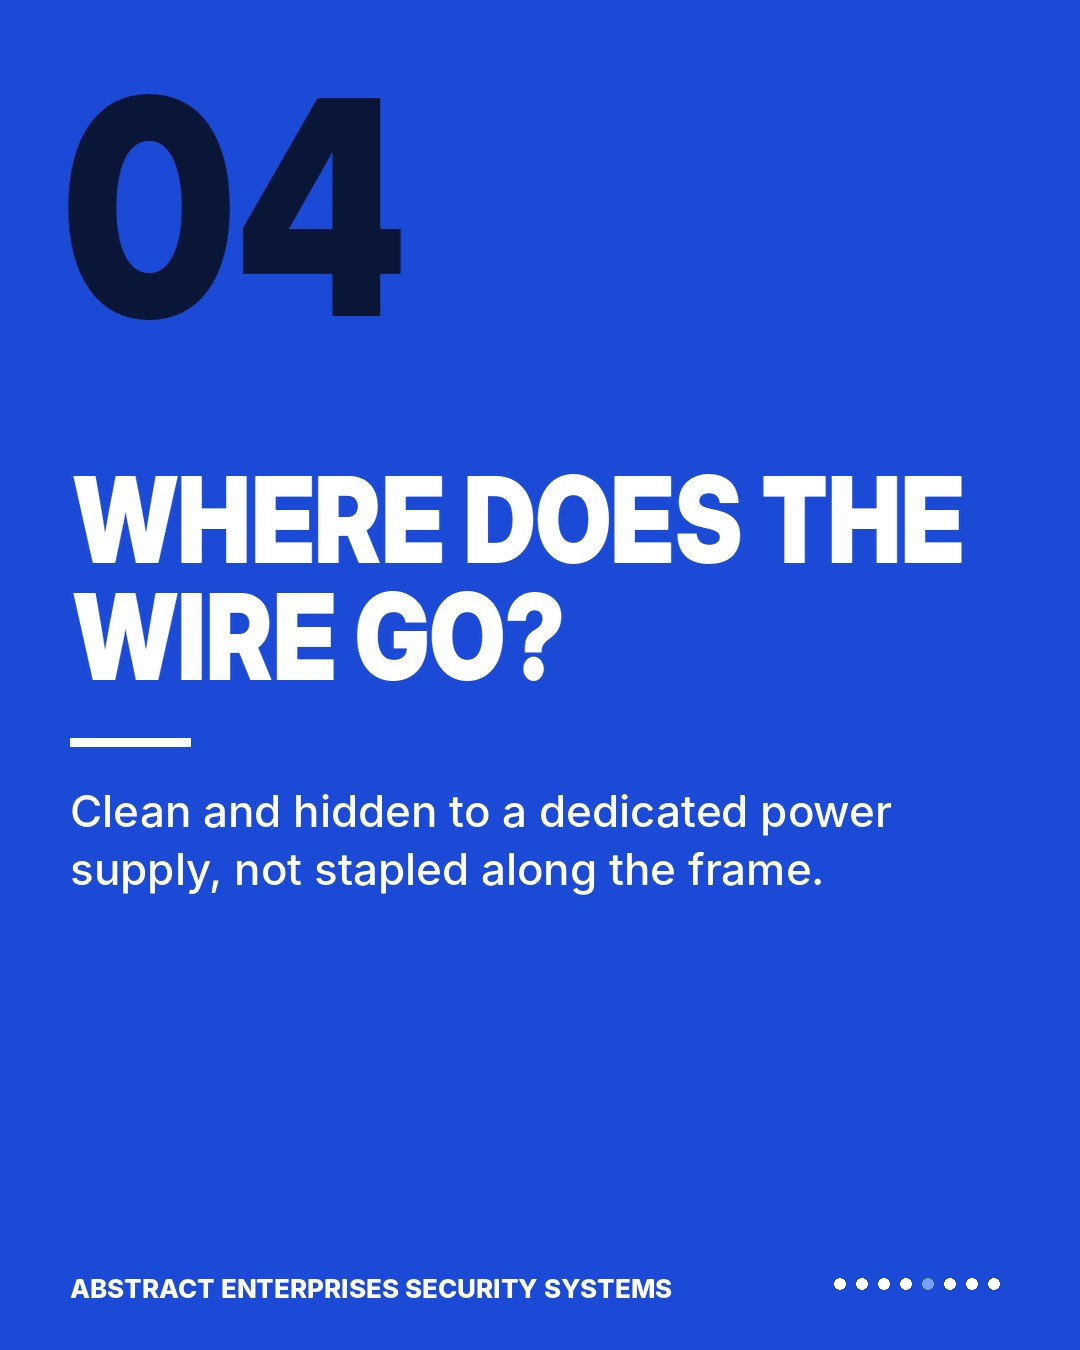 04
WHERE DOES THE
WIRE GO?
Clean and hidden to a dedicated power
supply, not stapled along the frame.
ABSTRACT ENTERPRISES SECURITY SYSTEMS